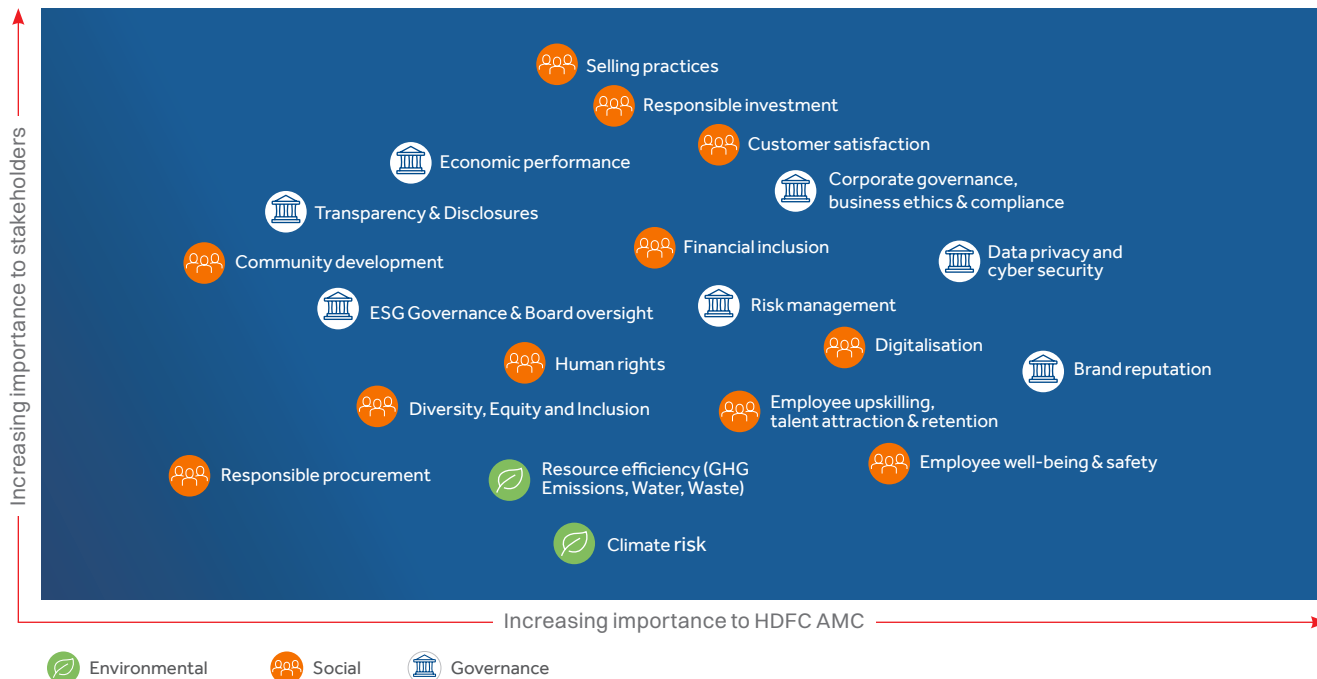 Increasing importance to stakeholders
Selling practices
Responsible investment
Customer satisfaction
Economic performance
Corporate governance,
business ethics & compliance
Transparency & Disclosures
Financial inclusion
Data privacy and
cyber security
Community development
ESG Governance & Board oversight
Risk management
Digitalisation
Human rights
Brand reputation
Diversity, Equity and Inclusion
Employee upskilling,
talent attraction & retention
Responsible procurement
Resource efficiency (GHG
Emissions, Water, Waste)
Employee well-being & safety
Climate risk
Increasing importance to HDFC AMC
Environmental
Social
Governance